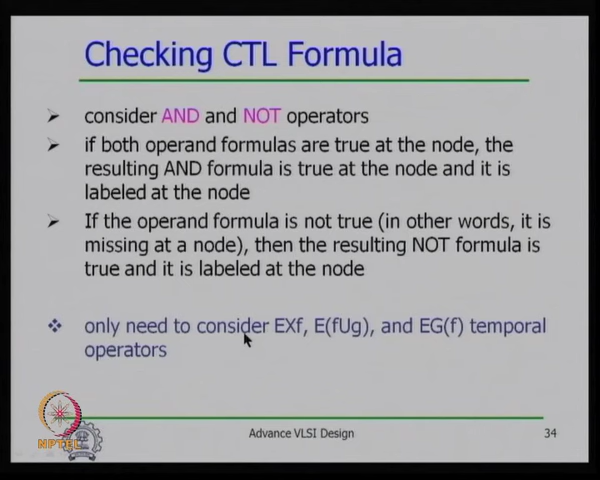 Checking CTL Formula
➢ consider AND and NOT operators
➢ if both operand formulas are true at the node, the
resulting AND formula is true at the node and it is
labeled at the node
➢ If the operand formula is not true (in other words, it is
missing at a node), then the resulting NOT formula is
true and it is labeled at the node
❖ only need to consider EXf, E(fUg), and EG(f) temporal
operators
NPTEL
Advance VLSI Design
34